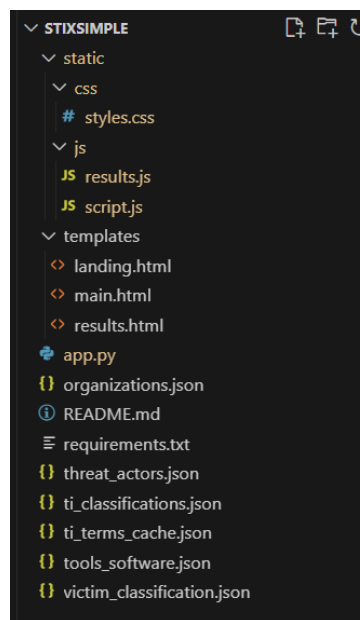 STIXSIMPLE
static
css
# styles.css
js
JS results.js
JS script.js
templates
<> landing.html
<> main.html
<> results.html
app.py
{} organizations.json
README.md
requirements.txt
{} threat_actors.json
{} ti_classifications.json
{} ti_terms_cache.json
{} tools_software.json
{} victim_classification.json